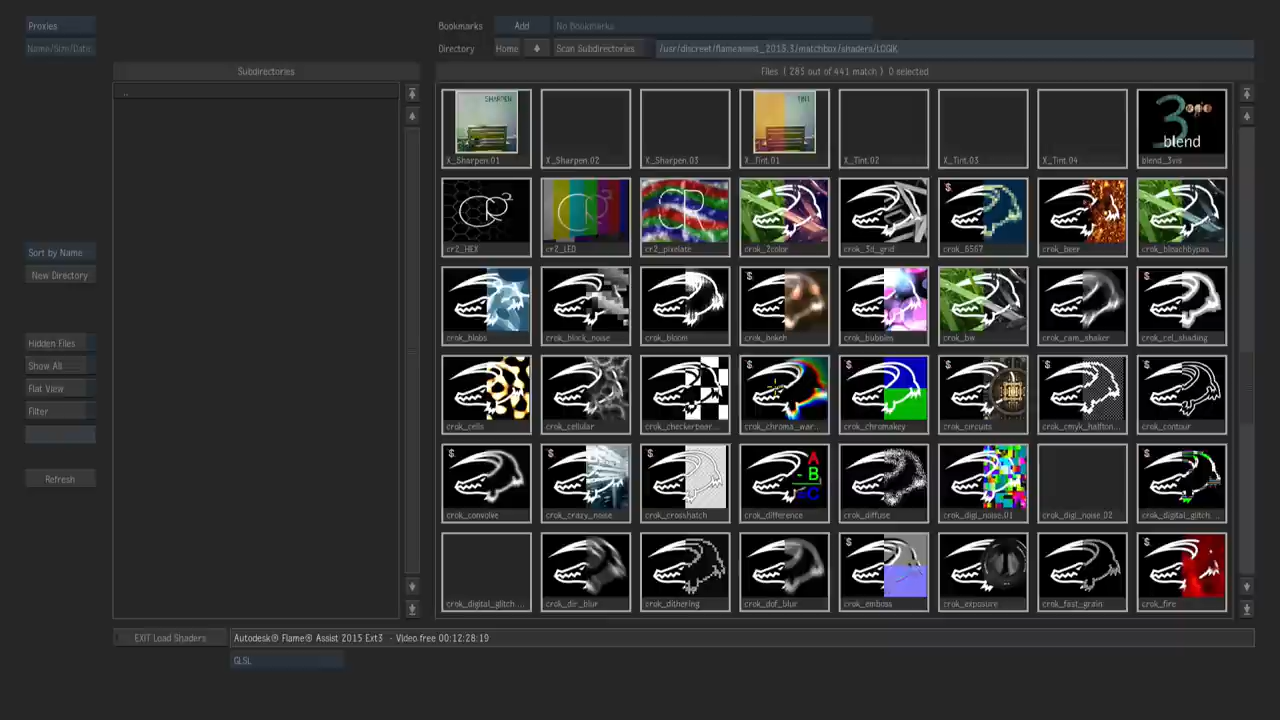 Proxies
Bookmarks
Add
No Bookmarks
Name/Size/Date
Directory
Home
Scan Subdirectories
/usr/discreet/flameassist_2015.3/matchbox/shaders/LOGIK
Subdirectories
Files ( 285 out of 441 match ) 0 selected
..
SHARPEN
TINT
3
blend
X_Sharpen.01
X_Sharpen.02
X_Sharpen.03
X_Tint.01
X_Tint.02
X_Tint.03
X_Tint.04
blend_3vis
cr2_HEX
cr2_LED
cr2_pixelate
crok_2color
crok_3d_grid
crok_6567
crok_beer
crok_bleachbypas
Sort by Name
New Directory
crok_blobs
crok_block_noise
crok_bloom
crok_bokeh
crok_bubbles
crok_bw
crok_cam_shaker
crok_cel_shading
Hidden Files
Show All
Flat View
Filter
crok_cells
crok_cellular
crok_checkerboar...
crok_chroma_war...
crok_chromakey
crok_circuits
crok_cmyk_halfton...
crok_contour
A
- B
=C
crok_convolve
crok_crazy_noise
crok_crosshatch
crok_difference
crok_diffuse
crok_digi_noise.01
crok_digi_noise.02
crok_digital_glitch ...
Refresh
crok_digital_glitch ...
crok_dir_blur
crok_dithering
crok_dof_blur
crok_emboss
crok_exposure
crok_fast_grain
crok_fire
EXIT Load Shaders
Autodesk® Flame® Assist 2015 Ext3 - Video free 00:12:28:19
GLSL